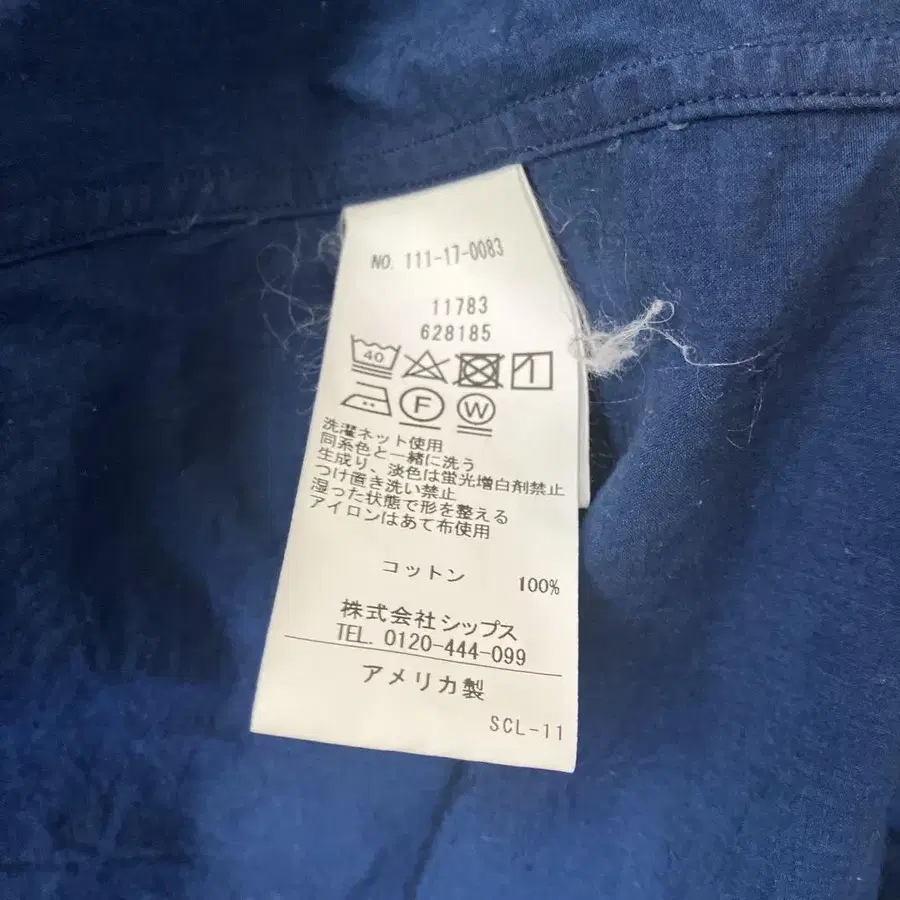 NO. 111-17-0083
11783
628185
40
F W
洗濯ネット使用
同系色と一緒に洗う
生成り、淡色は蛍光増白剤禁止
つけ置き洗い禁止
湿った状態で形を整える
アイロンはあて布使用
コットン 100%
株式会社シップス
TEL. 0120-444-099
アメリカ製
SCL-11